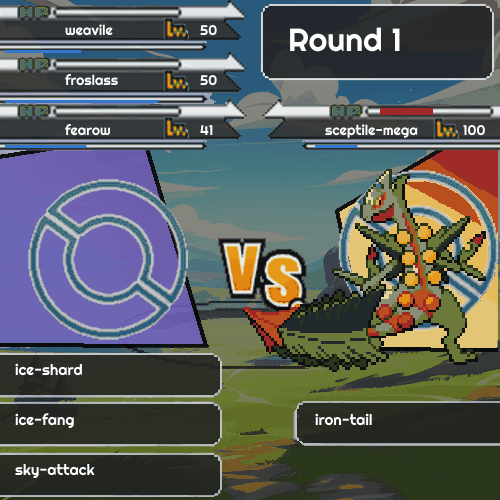 HP
weavile Lv. 50
Round 1
HP
froslass Lv. 50
HP
fearow Lv. 41
HP
sceptile-mega Lv. 100
VS
ice-shard
ice-fang
iron-tail
sky-attack